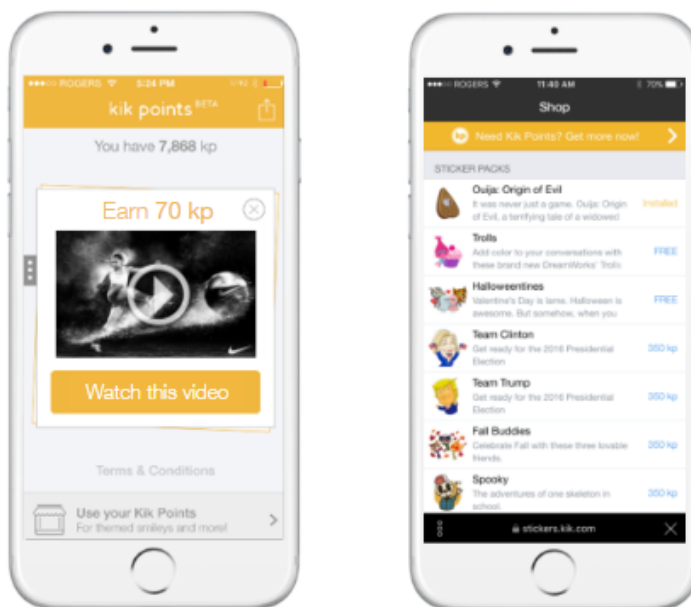 ROGERS 5:24 PM
kik points BETA
You have 7,868 kp
Earn 70 kp
Watch this video
Terms & Conditions
Use your Kik Points
For themed smileys and more!
ROGERS 11:40 AM 70%
Shop
kp Need Kik Points? Get more now!
STICKER PACKS
Ouija: Origin of Evil
It was never just a game. Ouija: Origin
of Evil, a terrifying tale of a widowed
Installed
Trolls
Add color to your conversations with
these brand new DreamWorks' Trolls
FREE
Halloweentines
Valentine's Day is lame. Halloween is
awesome. But somehow, when you
FREE
Team Clinton
Get ready for the 2016 Presidential
Election
350 kp
Team Trump
Get ready for the 2016 Presidential
Election
350 kp
Fall Buddies
Celebrate Fall with these three lovable
friends.
350 kp
Spooky
The adventures of one skeleton in
school.
350 kp
stickers.kik.com